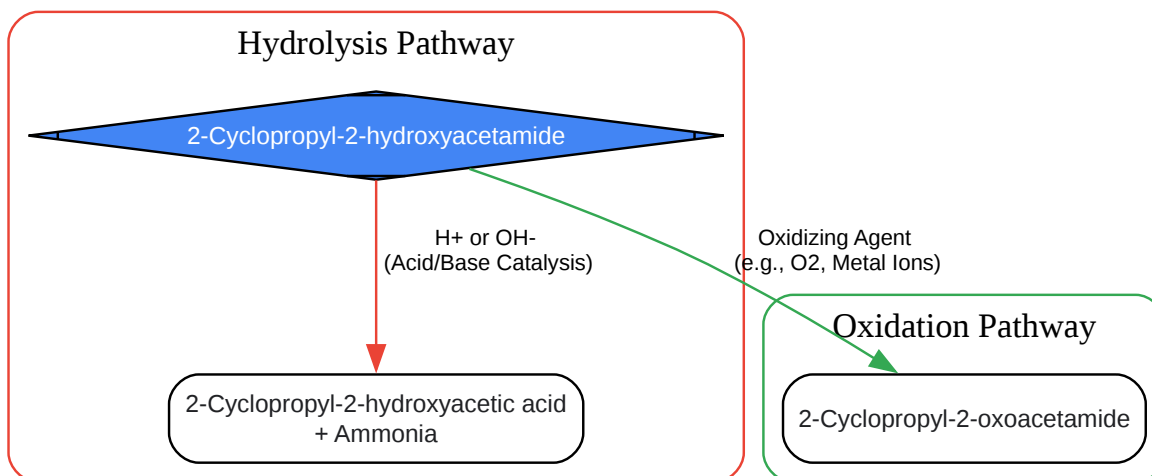 Hydrolysis Pathway
2-Cyclopropyl-2-hydroxyacetamide
H+ or OH-
(Acid/Base Catalysis)
Oxidizing Agent
(e.g., O2, Metal Ions)
Oxidation Pathway
2-Cyclopropyl-2-hydroxyacetic acid
+ Ammonia
2-Cyclopropyl-2-oxoacetamide